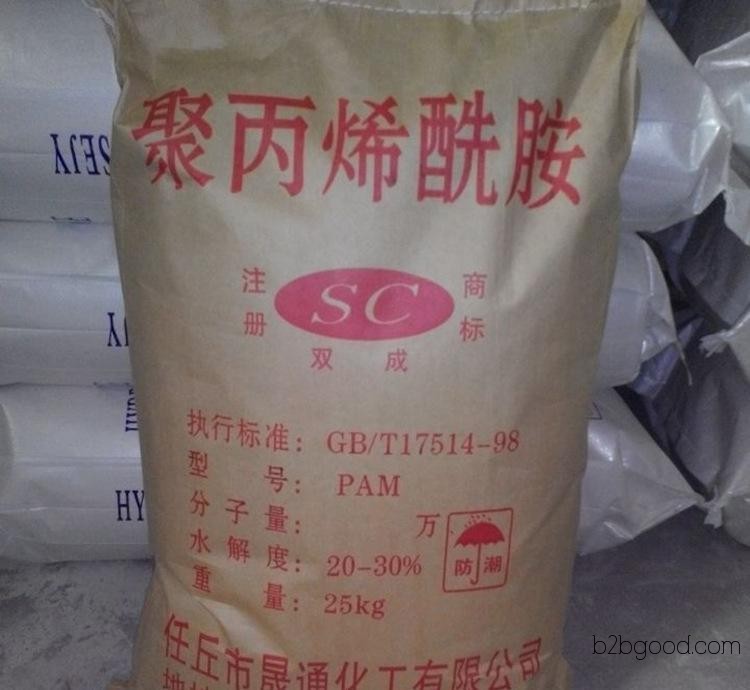 聚丙烯酰胺
注册 SC 商标
双成
执行标准: GB/T17514-98
型号: PAM
分子量: 万
水解度: 20-30%
重量: 25kg
防潮
任丘市晟通化工有限公司
SEJY
HY
b2bgood.com